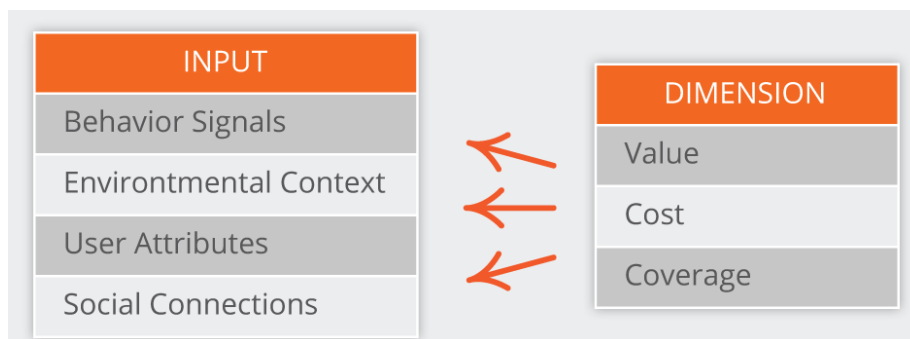 INPUT
Behavior Signals
Environtmental Context
User Attributes
Social Connections
DIMENSION
Value
Cost
Coverage